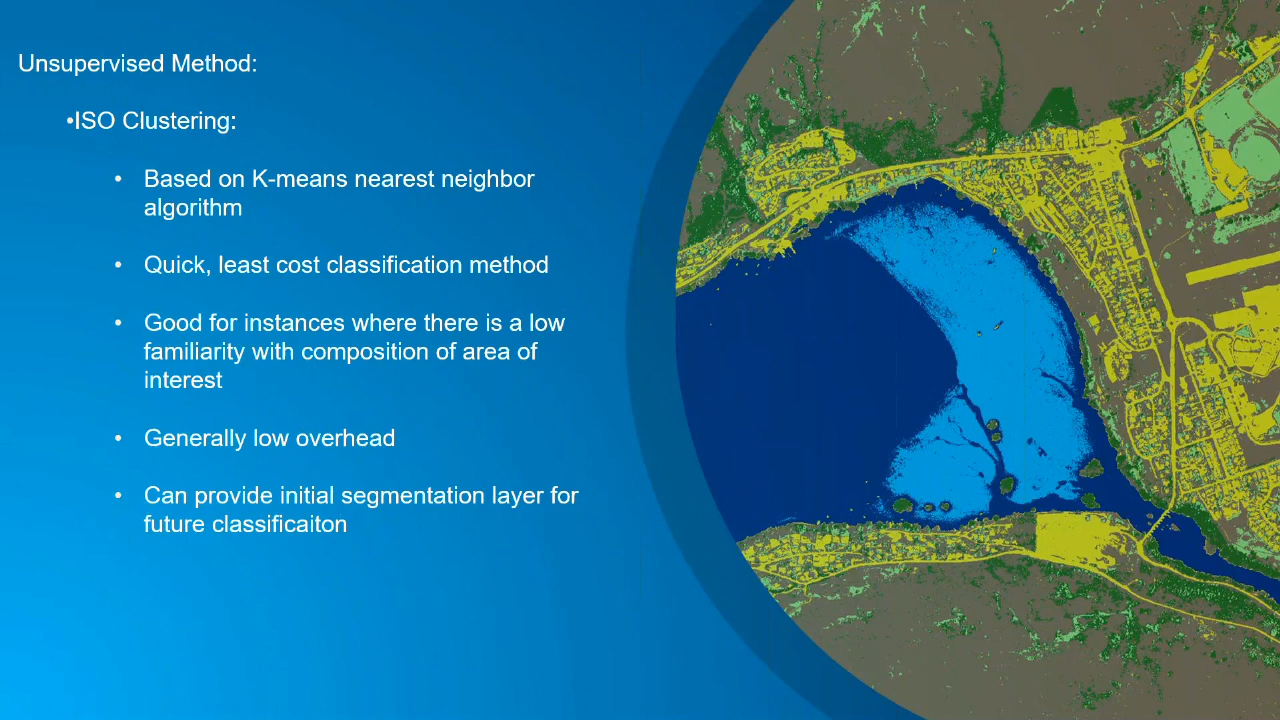 Unsupervised Method:
•ISO Clustering:
• Based on K-means nearest neighbor
algorithm
• Quick, least cost classification method
• Good for instances where there is a low
familiarity with composition of area of
interest
• Generally low overhead
• Can provide initial segmentation layer for
future classificaiton